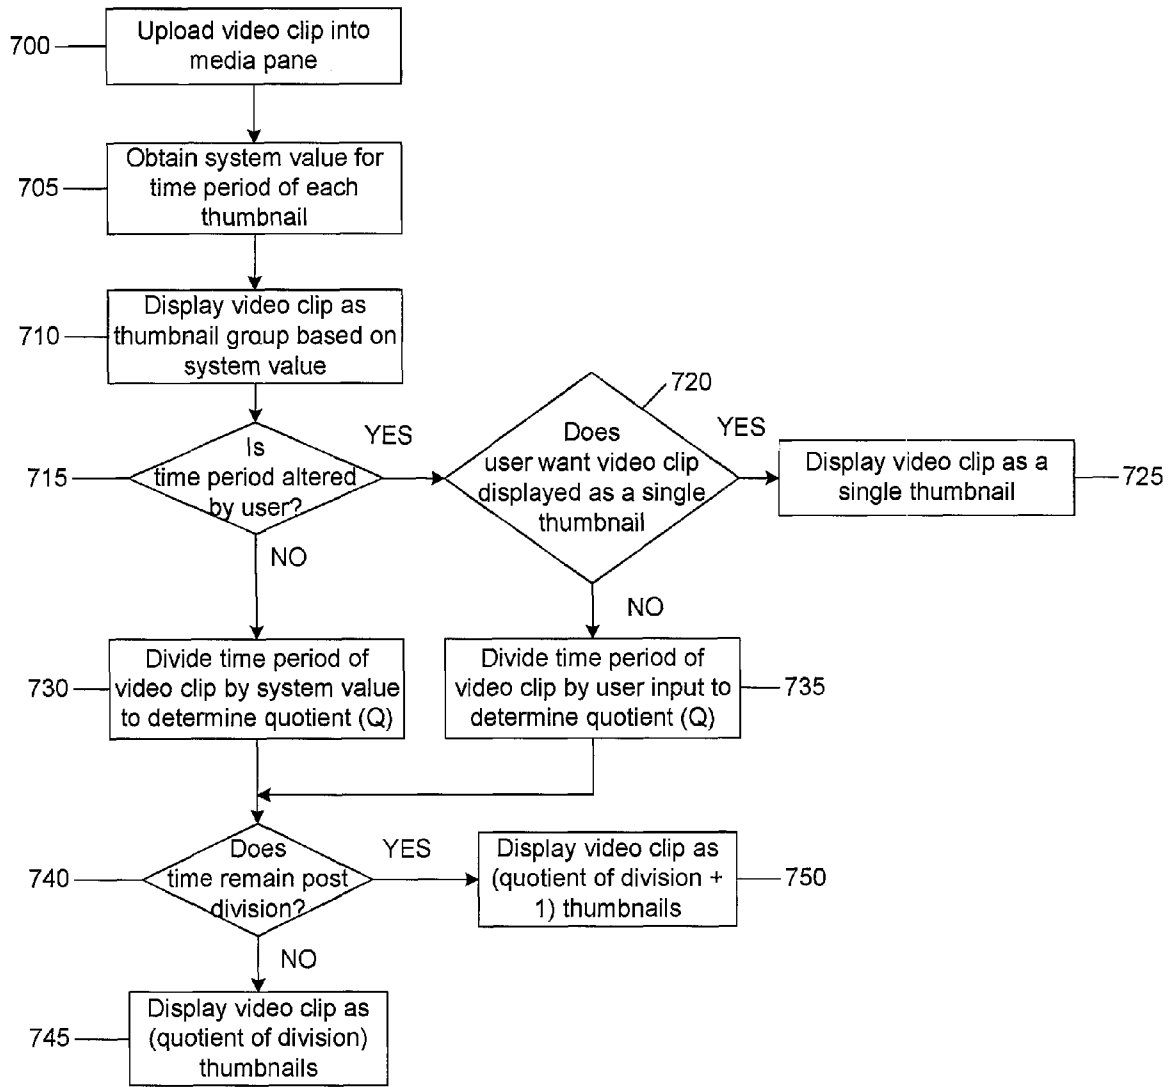 700
Upload video clip into
media pane
705
Obtain system value for
time period of each
thumbnail
710
Display video clip as
thumbnail group based on
system value
715
Is
time period altered
by user?
YES
NO
720
Does
user want video clip
displayed as a single
thumbnail
YES
NO
Display video clip as a
single thumbnail
725
730
Divide time period of
video clip by system value
to determine quotient (Q)
Divide time period of
video clip by user input to
determine quotient (Q)
735
740
Does
time remain post
division?
YES
NO
Display video clip as
(quotient of division +
1) thumbnails
750
745
Display video clip as
(quotient of division)
thumbnails